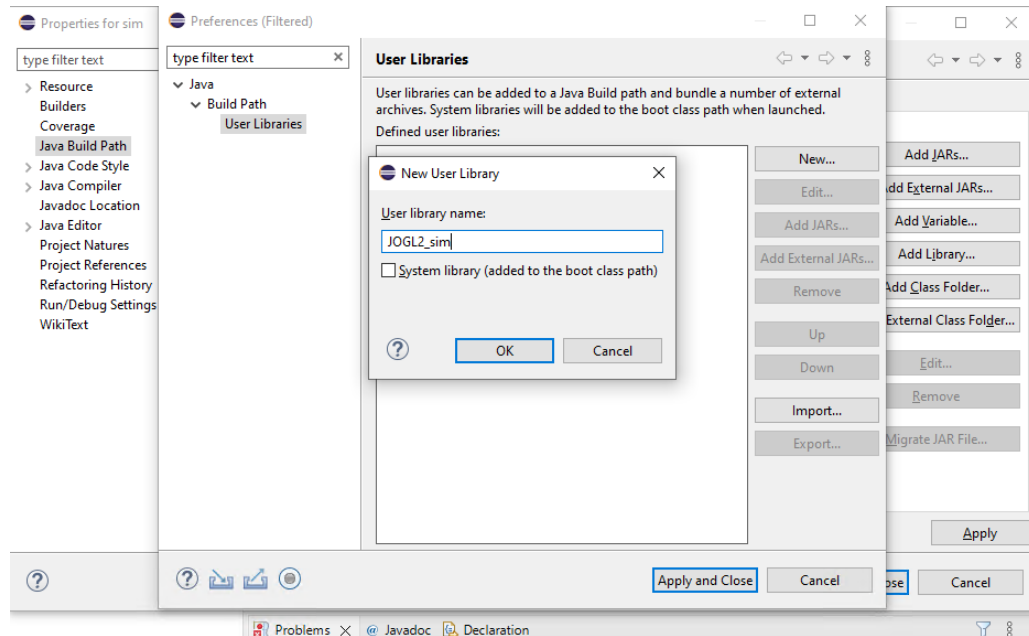 Properties for sim
type filter text
Resource
Builders
Coverage
Java Build Path
Java Code Style
Java Compiler
Javadoc Location
Java Editor
Project Natures
Project References
Refactoring History
Run/Debug Settings
WikiText
Preferences (Filtered)
type filter text
Java
Build Path
User Libraries
User Libraries
User libraries can be added to a Java Build path and bundle a number of external
archives. System libraries will be added to the boot class path when launched.
Defined user libraries:
New...
Edit...
Add JARs...
Add External JARs...
Remove
Up
Down
Import...
Export...
Apply and Close
Cancel
New User Library
User library name:
JOGL2_sim
System library (added to the boot class path)
OK
Cancel
Add JARs...
dd External JARs...
Add Variable...
Add Library...
Add Class Folder...
External Class Folder...
Edit...
Remove
Migrate JAR File...
Apply
ose
Cancel
Problems
@ Javadoc
Declaration